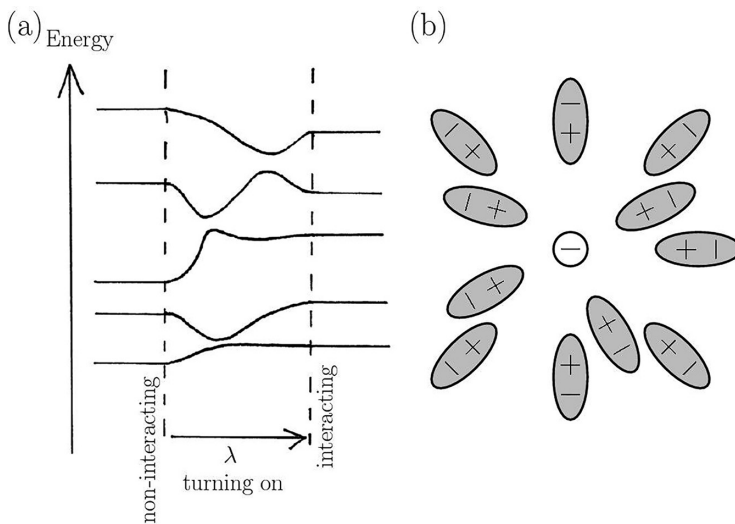 (a)
Energy
non-interacting
interacting
λ
turning on
(b)
− +
− +
− +
− +
+ −
+ −
−
+ −
− +
− +
+ −
+ −
+ −